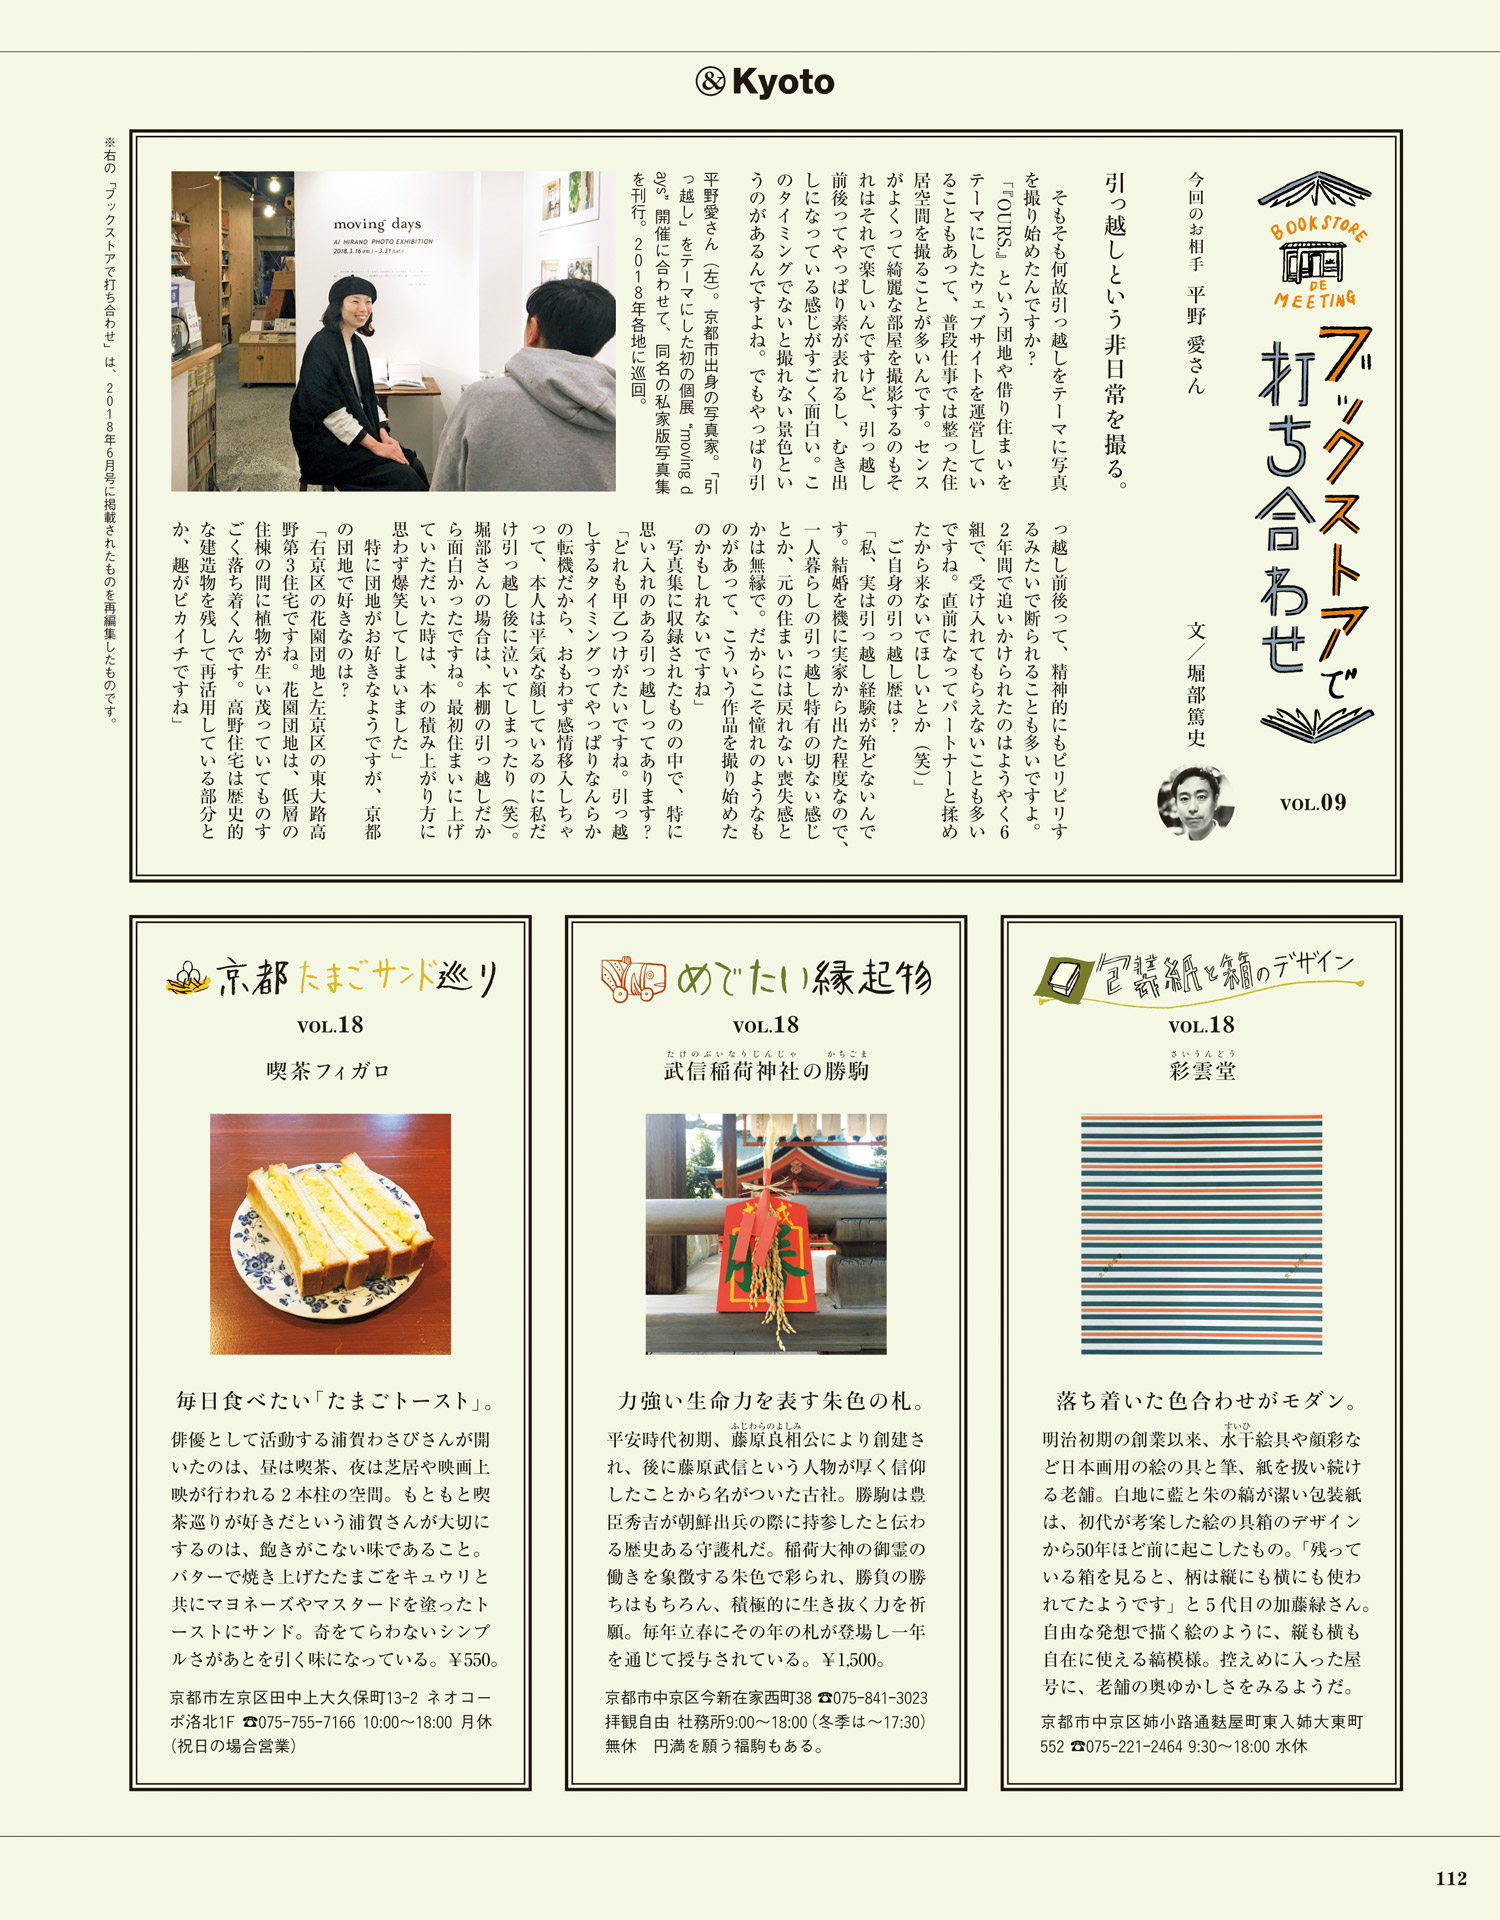 & Kyoto
BOOKSTORE
DE
MEETING
ブックストアで
打ち合わせ
VOL.09
今回のお相手 平野 愛さん
文/堀部篤史
引っ越しという非日常を撮る。
そもそも何故引っ越しをテーマに写真
を撮り始めたんですか?
「『OURS.』という団地や借り住まいを
テーマにしたウェブサイトを運営してい
ることもあって、普段仕事では整った住
居空間を撮ることが多いんです。センス
がよくって綺麗な部屋を撮影するのもそ
れはそれで楽しいんですけど、引っ越し
前後ってやっぱり素が表れるし、むき出
しになっている感じがすごく面白い。こ
のタイミングでないと撮れない景色とい
うのがあるんですよね。でもやっぱり引
っ越し前後って、精神的にもピリピリす
るみたいで断られることも多いですよ。
2年間で追いかけられたのはようやく6
組で、受け入れてもらえないことも多い
ですね。直前になってパートナーと揉め
たから来ないでほしいとか(笑)」
ご自身の引っ越し歴は?
「私、実は引っ越し経験が殆どないんで
す。結婚を機に実家から出た程度なので、
一人暮らしの引っ越し特有の切ない感じ
とか、元の住まいには戻れない喪失感と
かは無縁で。だからこそ憧れのようなも
のがあって、こういう作品を撮り始めた
のかもしれないですね」
写真集に収録されたものの中で、特に
思い入れのある引っ越しってあります?
「どれも甲乙つけがたいですね。引っ越
しするタイミングってやっぱりなんらか
の転機だから、おもわず感情移入しちゃ
って、本人は平気な顔しているのに私だ
け引っ越し後に泣いてしまったり(笑)。
堀部さんの場合は、本棚の引っ越しだか
ら面白かったですね。最初住まいに上げ
ていただいた時は、本の積み上がり方に
思わず爆笑してしまいました」
特に団地がお好きなようですが、京都
の団地で好きなのは?
「右京区の花園団地と左京区の東大路高
野第3住宅ですね。花園団地は、低層の
住棟の間に植物が生い茂っていてものす
ごく落ち着くんです。高野住宅は歴史的
な建造物を残して再活用している部分と
か、趣がピカイチですね」
moving days
AI HIRANO PHOTO EXHIBITION
2018.3.16(FRI.) - 3.31(SAT.)
平野愛さん(左)。京都市出身の写真家。「引
っ越し」をテーマにした初の個展 “moving d
ays” 開催に合わせて、同名の私家版写真集
を刊行。2018年各地に巡回。
※右の「ブックストアで打ち合わせ」は、2018年6月号に掲載されたものを再編集したものです。
包装紙と箱のデザイン
VOL.18
さいうんどう
彩雲堂
落ち着いた色合わせがモダン。
すいひ
明治初期の創業以来、水干絵具や顔彩な
ど日本画用の絵の具と筆、紙を扱い続け
る老舗。白地に藍と朱の縞が潔い包装紙
は、初代が考案した絵の具箱のデザイン
から50年ほど前に起こしたもの。「残って
いる箱を見ると、柄は縦にも横にも使わ
れてたようです」と5代目の加藤緑さん。
自由な発想で描く絵のように、縦も横も
自在に使える縞模様。控えめに入った屋
号に、老舗の奥ゆかしさをみるようだ。
京都市中京区姉小路通麩屋町東入姉大東町
552 ☎075-221-2464 9:30〜18:00 水休
めでたい縁起物
VOL.18
たけのぶいなりじんじゃ かちごま
武信稲荷神社の勝駒
勝
力強い生命力を表す朱色の札。
ふじわらのよしみ
平安時代初期、藤原良相公により創建さ
れ、後に藤原武信という人物が厚く信仰
したことから名がついた古社。勝駒は豊
臣秀吉が朝鮮出兵の際に持参したと伝わ
る歴史ある守護札だ。稲荷大神の御霊の
働きを象徴する朱色で彩られ、勝負の勝
ちはもちろん、積極的に生き抜く力を祈
願。毎年立春にその年の札が登場し一年
を通じて授与されている。¥1,500。
京都市中京区今新在家西町38 ☎075-841-3023
拝観自由 社務所9:00〜18:00(冬季は〜17:30)
無休 円満を願う福駒もある。
京都たまごサンド巡り
VOL.18
喫茶フィガロ
毎日食べたい「たまごトースト」。
俳優として活動する浦賀わさびさんが開
いたのは、昼は喫茶、夜は芝居や映画上
映が行われる2本柱の空間。もともと喫
茶巡りが好きだという浦賀さんが大切に
するのは、飽きがこない味であること。
バターで焼き上げたたまごをキュウリと
共にマヨネーズやマスタードを塗ったト
ーストにサンド。奇をてらわないシンプ
ルさがあとを引く味になっている。¥550。
京都市左京区田中上大久保町13-2 ネオコー
ポ洛北1F ☎075-755-7166 10:00〜18:00 月休
(祝日の場合営業)
112